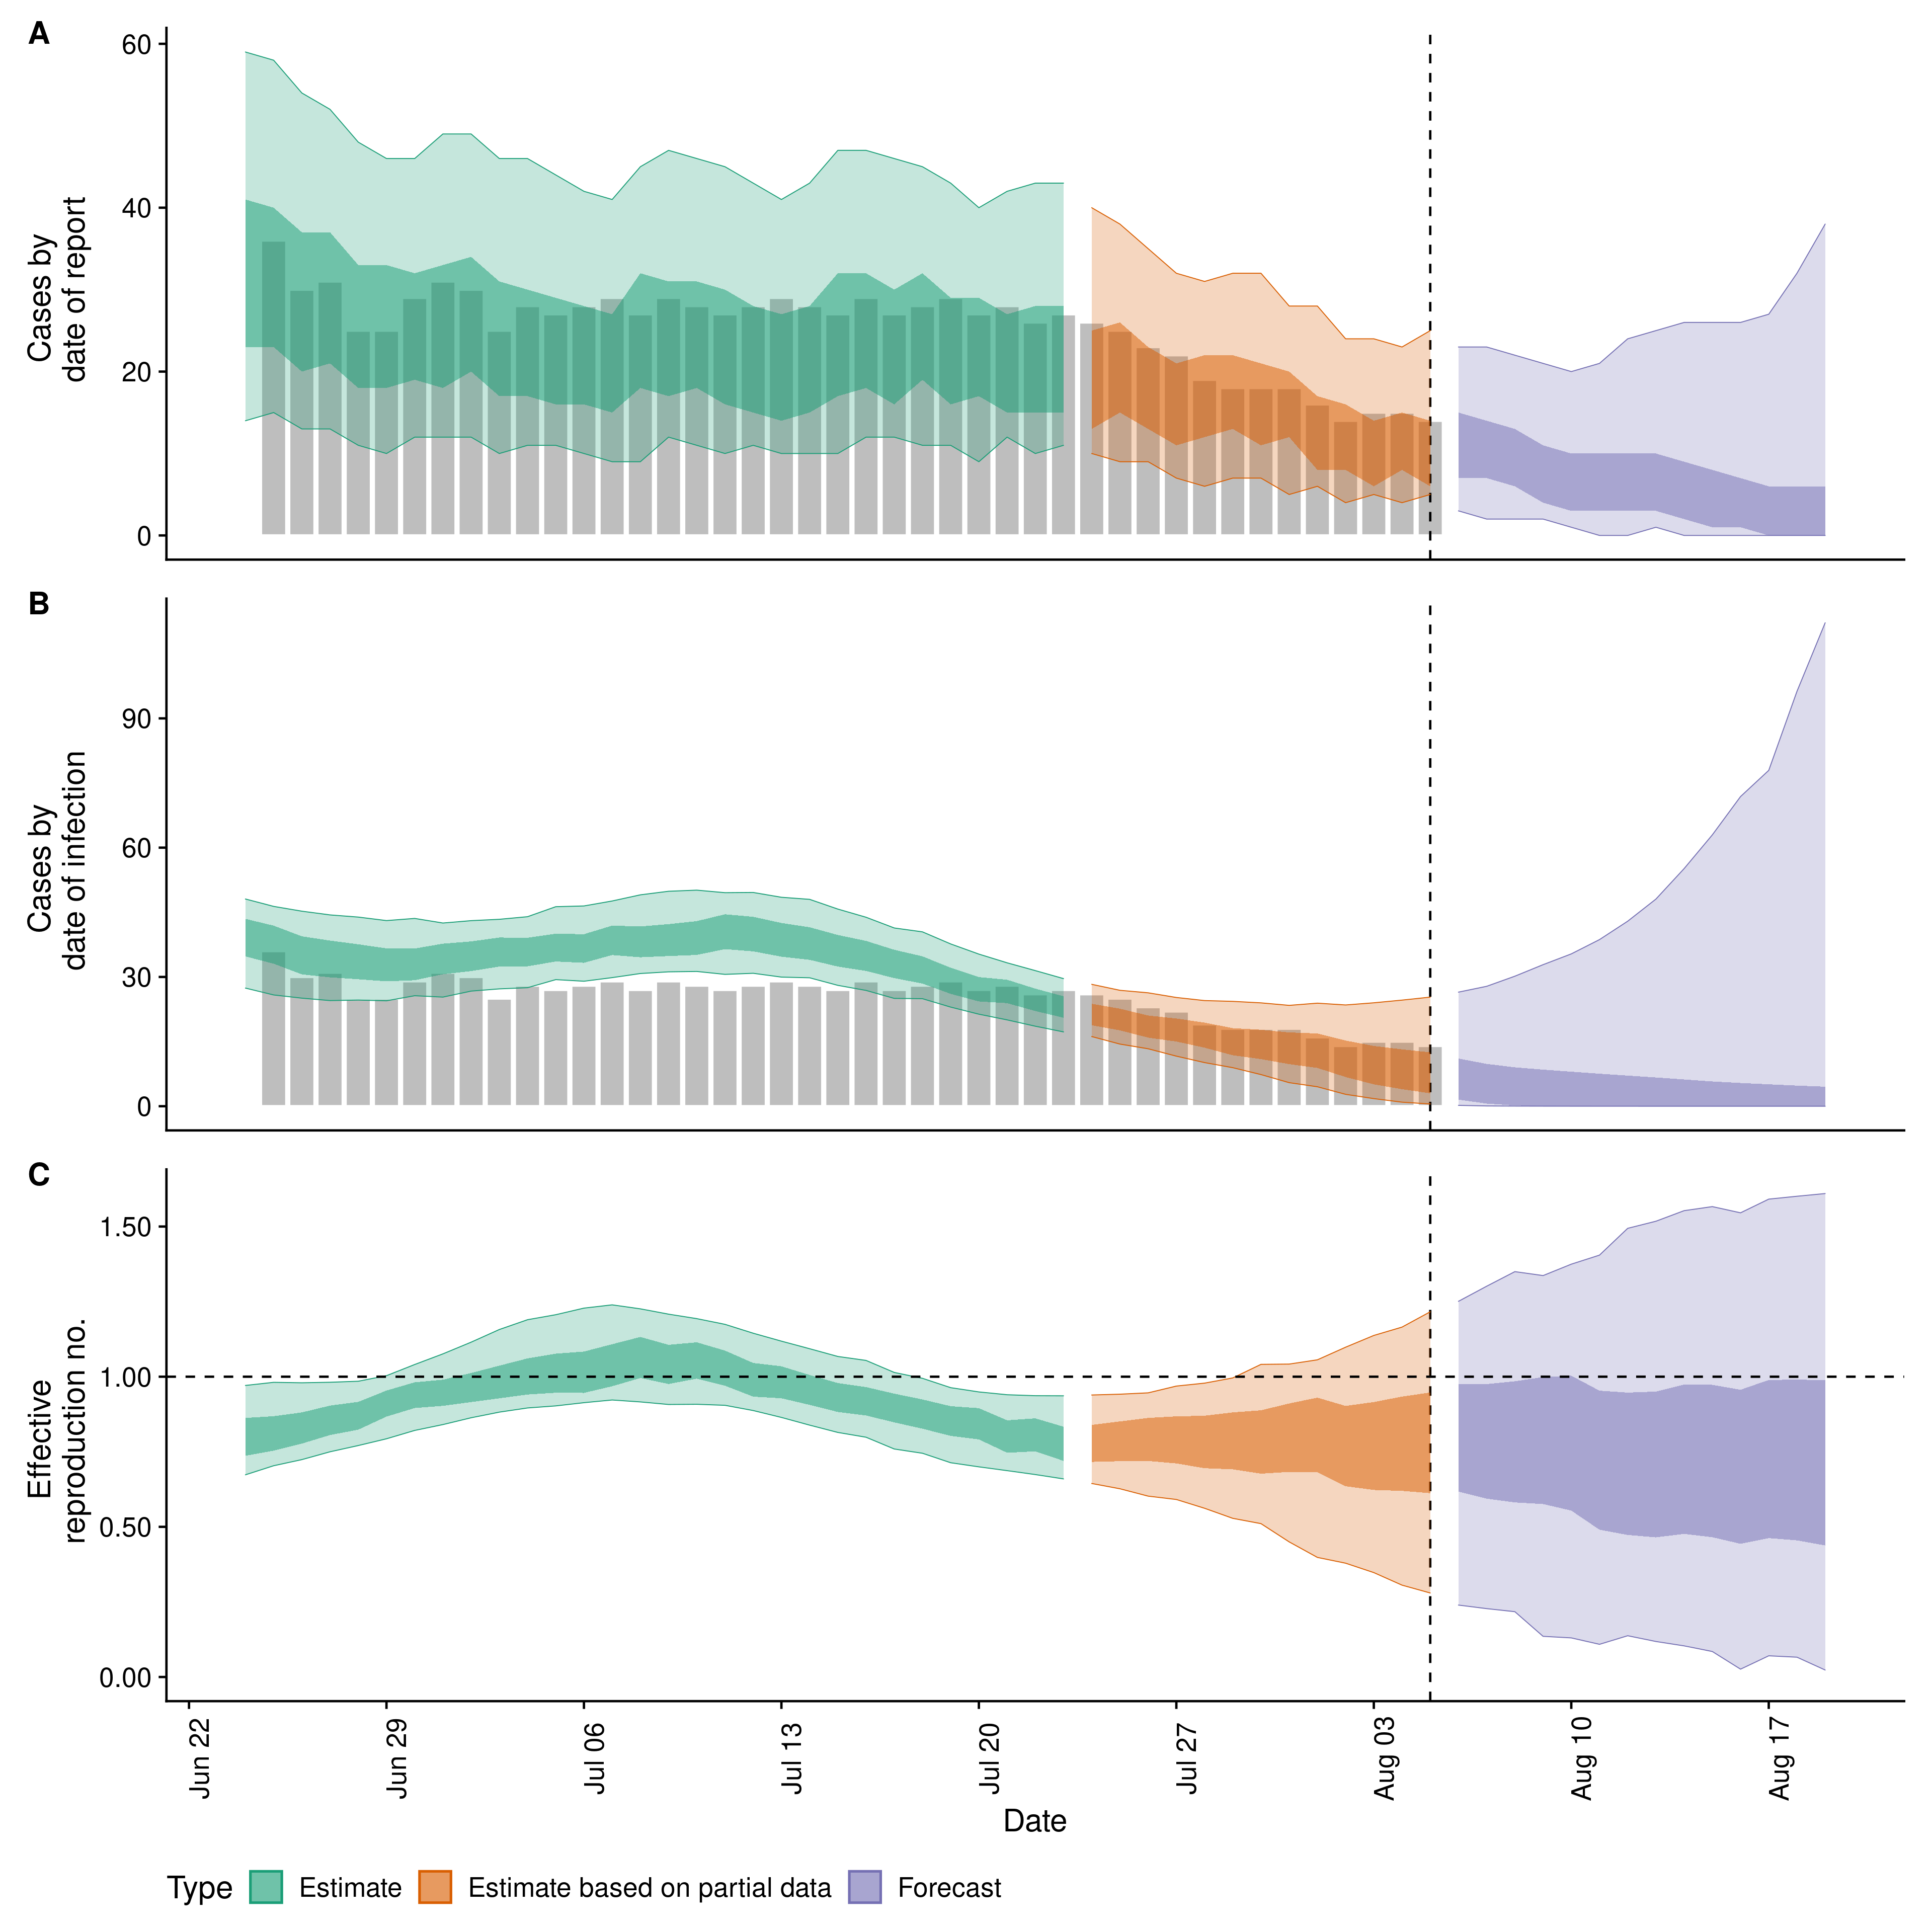 A
60
40
20
0
Cases by
date of report
B
90
60
30
0
Cases by
date of infection
C
1.50
1.00
0.50
0.00
Effective
reproduction no.
Jun 22
Jun 29
Jul 06
Jul 13
Jul 20
Jul 27
Aug 03
Aug 10
Aug 17
Date
Type Estimate Estimate based on partial data Forecast